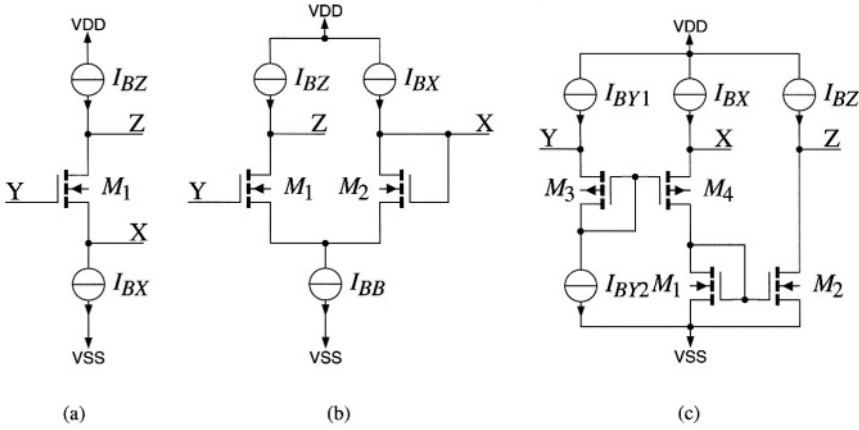 VDD
I_BZ
Z
Y
M_1
X
I_BX
VSS
(a)
VDD
I_BZ
I_BX
Z
X
Y
M_1
M_2
I_BB
(b)
VSS
VDD
I_BY1
I_BX
I_BZ
Y
X
Z
M_3
M_4
I_BY2
M_1
M_2
VSS
(c)